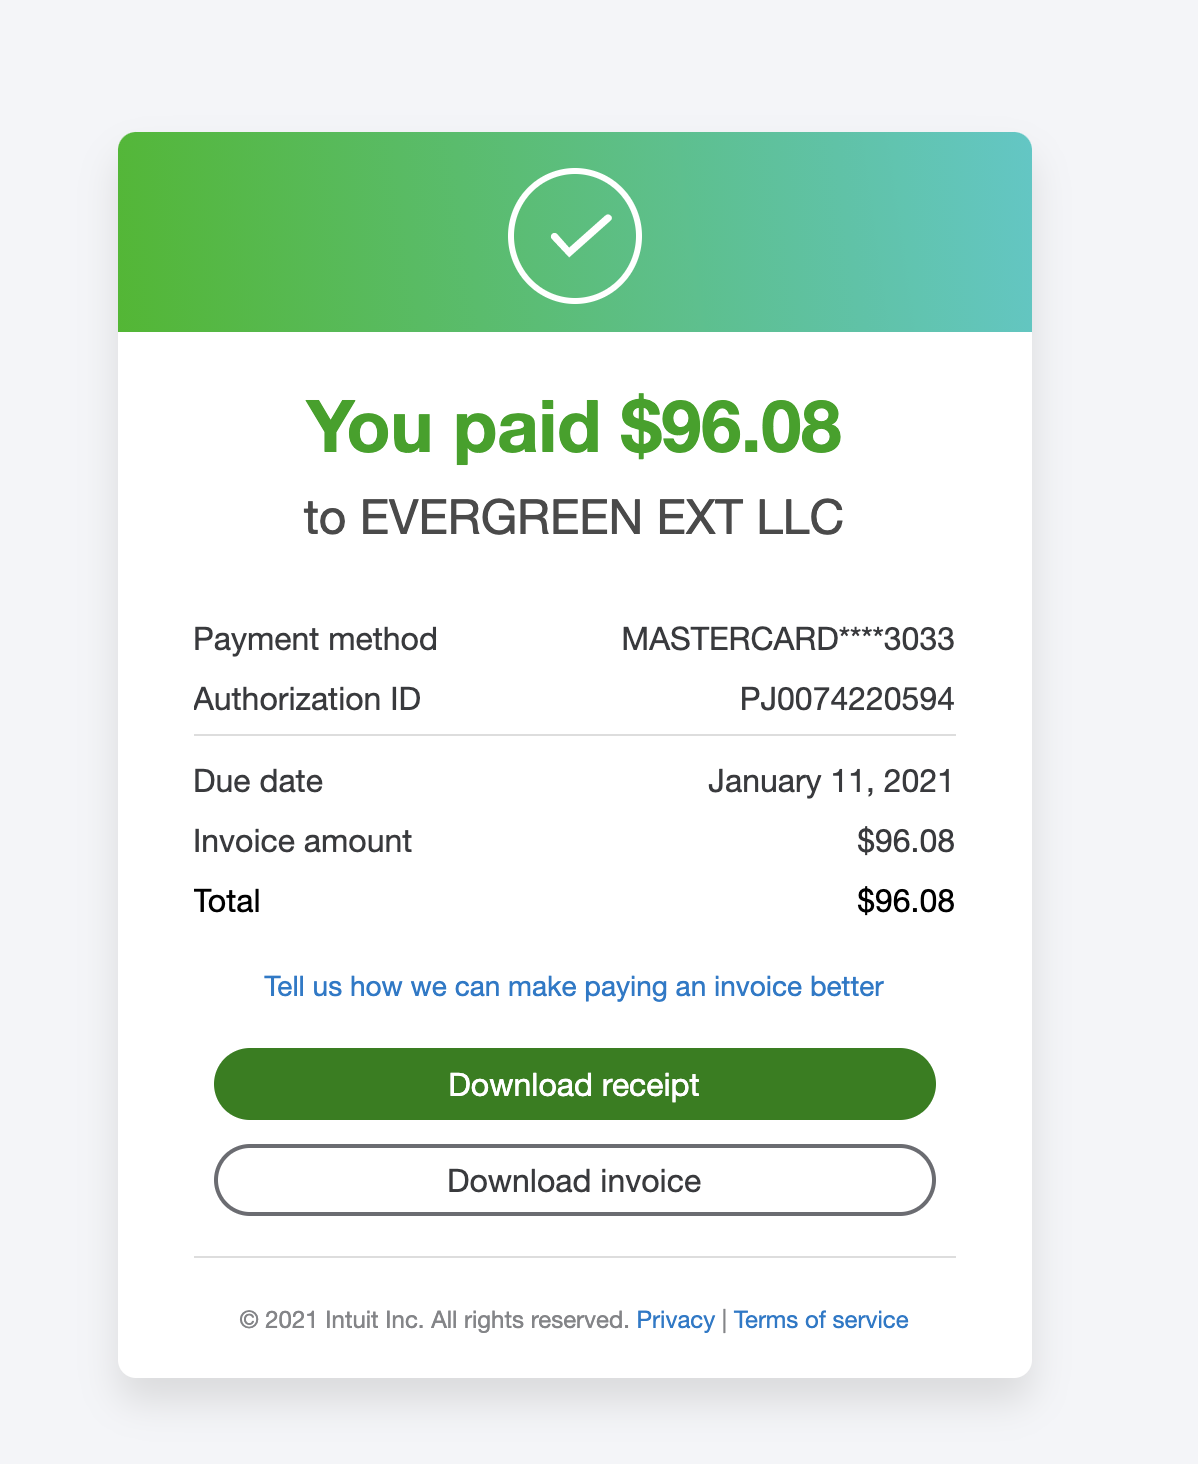 You paid $96.08
to EVERGREEN EXT LLC
Payment method MASTERCARD****3033
Authorization ID PJ0074220594
Due date January 11, 2021
Invoice amount $96.08
Total $96.08
Tell us how we can make paying an invoice better
Download receipt
Download invoice
© 2021 Intuit Inc. All rights reserved. Privacy | Terms of service